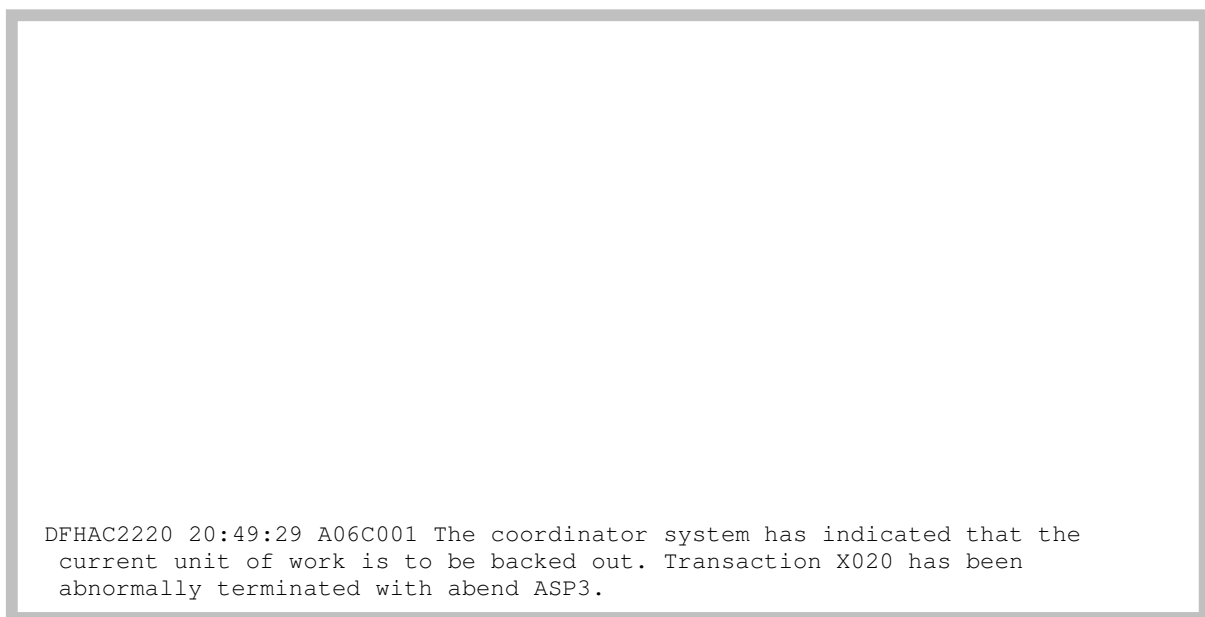 DFHAC2220 20:49:29 A06C001 The coordinator system has indicated that the
current unit of work is to be backed out. Transaction X020 has been
abnormally terminated with abend ASP3.